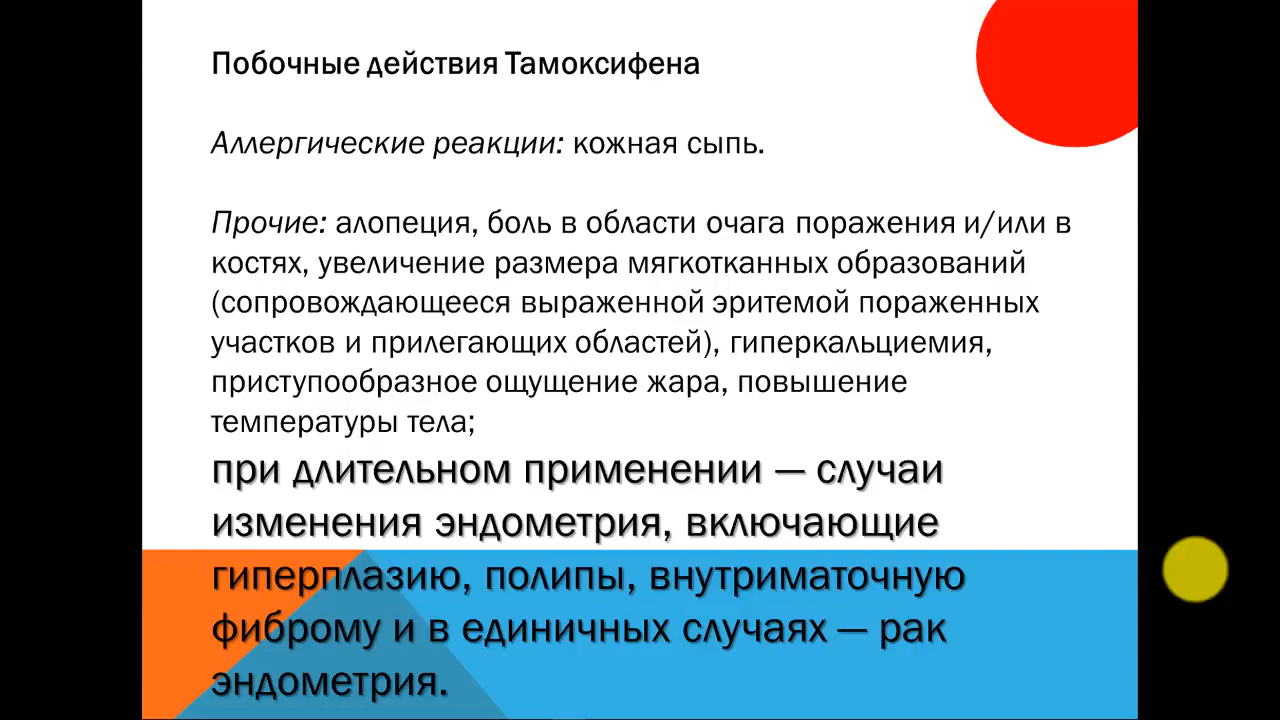 Побочные действия Тамоксифена
Аллергические реакции: кожная сыпь.
Прочие: алопеция, боль в области очага поражения и/или в
костях, увеличение размера мягкотканных образований
(сопровождающееся выраженной эритемой пораженных
участков и прилегающих областей), гиперкальциемия,
приступообразное ощущение жара, повышение
температуры тела;
при длительном применении — случаи
изменения эндометрия, включающие
гиперплазию, полипы, внутриматочную
фиброму и в единичных случаях — рак
эндометрия.